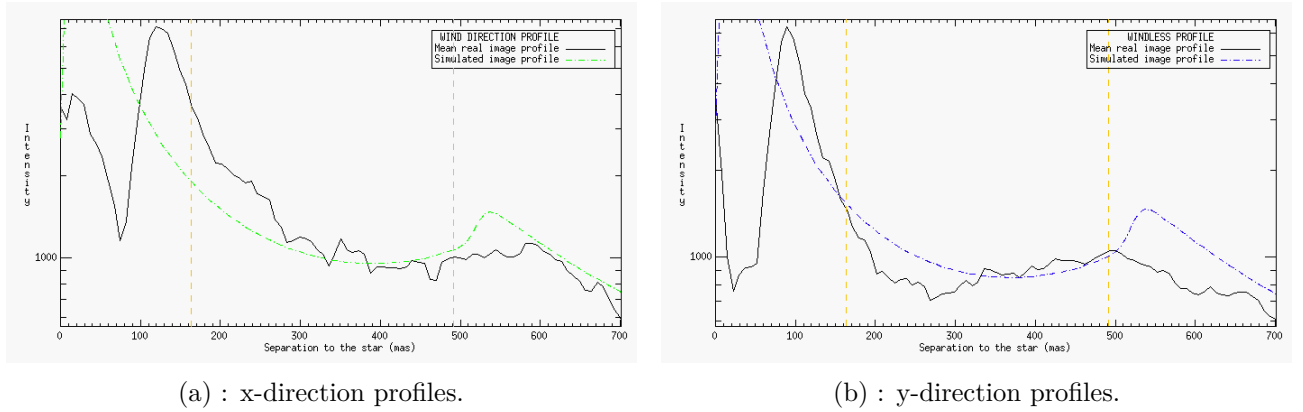 WIND DIRECTION PROFILE
Mean real image profile
Simulated image profile
Intensity
1000
0 100 200 300 400 500 600 700
Separation to the star (mas)
(a) : x-direction profiles.
WINDLESS PROFILE
Mean real image profile
Simulated image profile
Intensity
1000
0 100 200 300 400 500 600 700
Separation to the star (mas)
(b) : y-direction profiles.